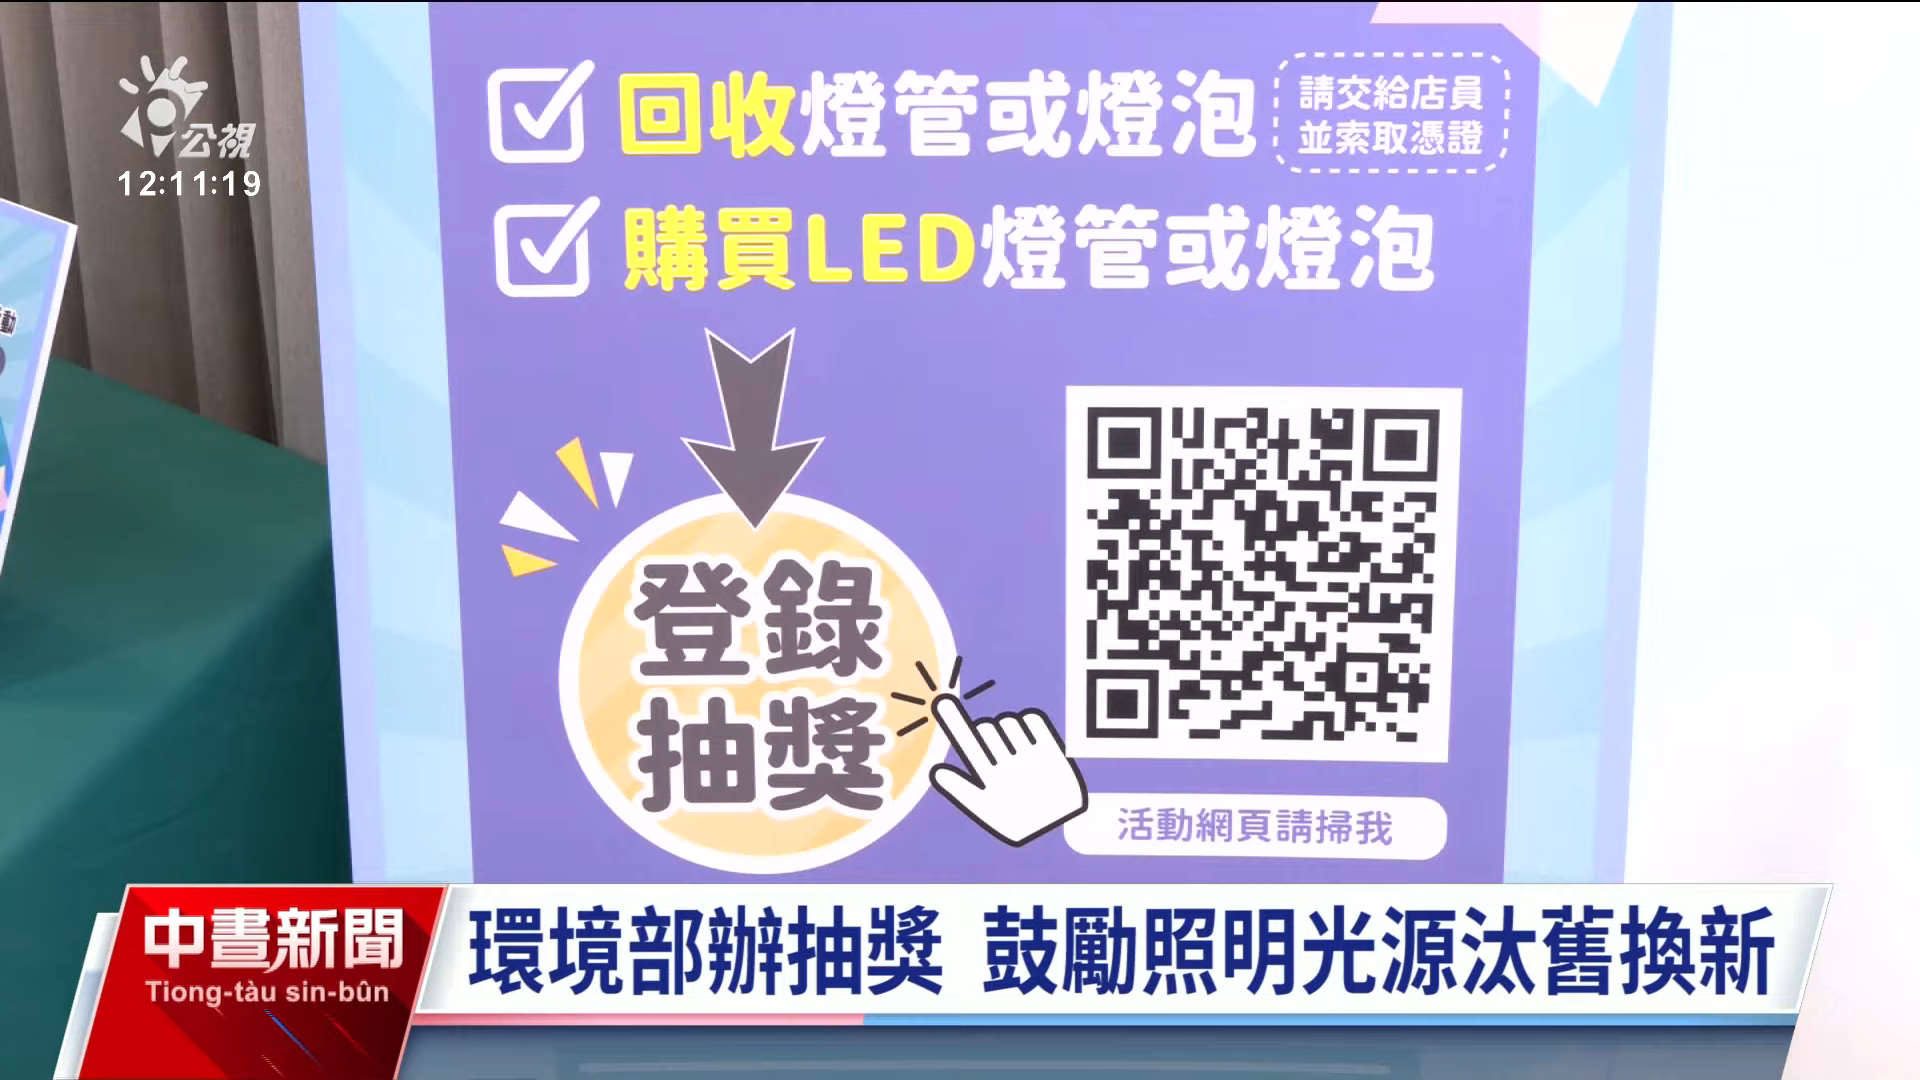 公視
12:11:19
回收燈管或燈泡
請交給店員
並索取憑證
購買LED燈管或燈泡
登錄
抽獎
活動網頁請掃我
動
中晝新聞
Tiong-tàu sin-bûn
環境部辦抽獎 鼓勵照明光源汰舊換新